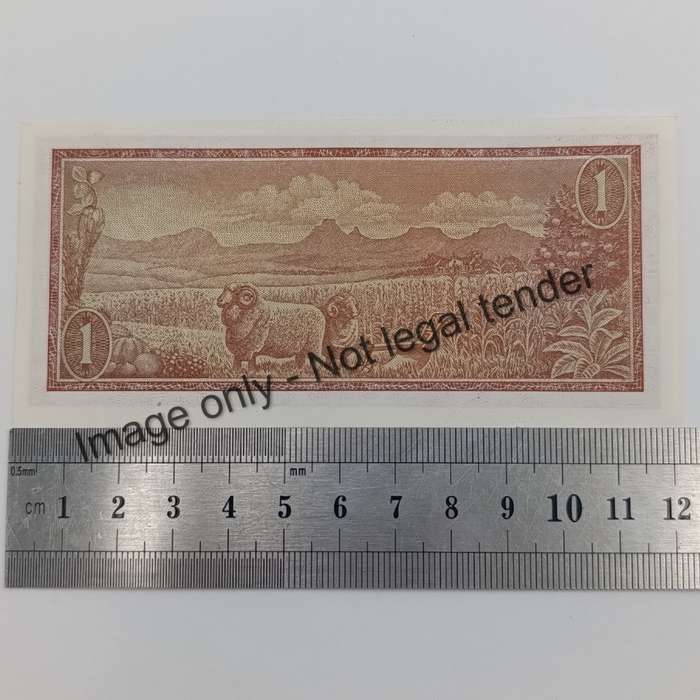 1
1
Image only - Not legal tender
0.5mm
mm
cm 1 2 3 4 5 6 7 8 9 10 11 12